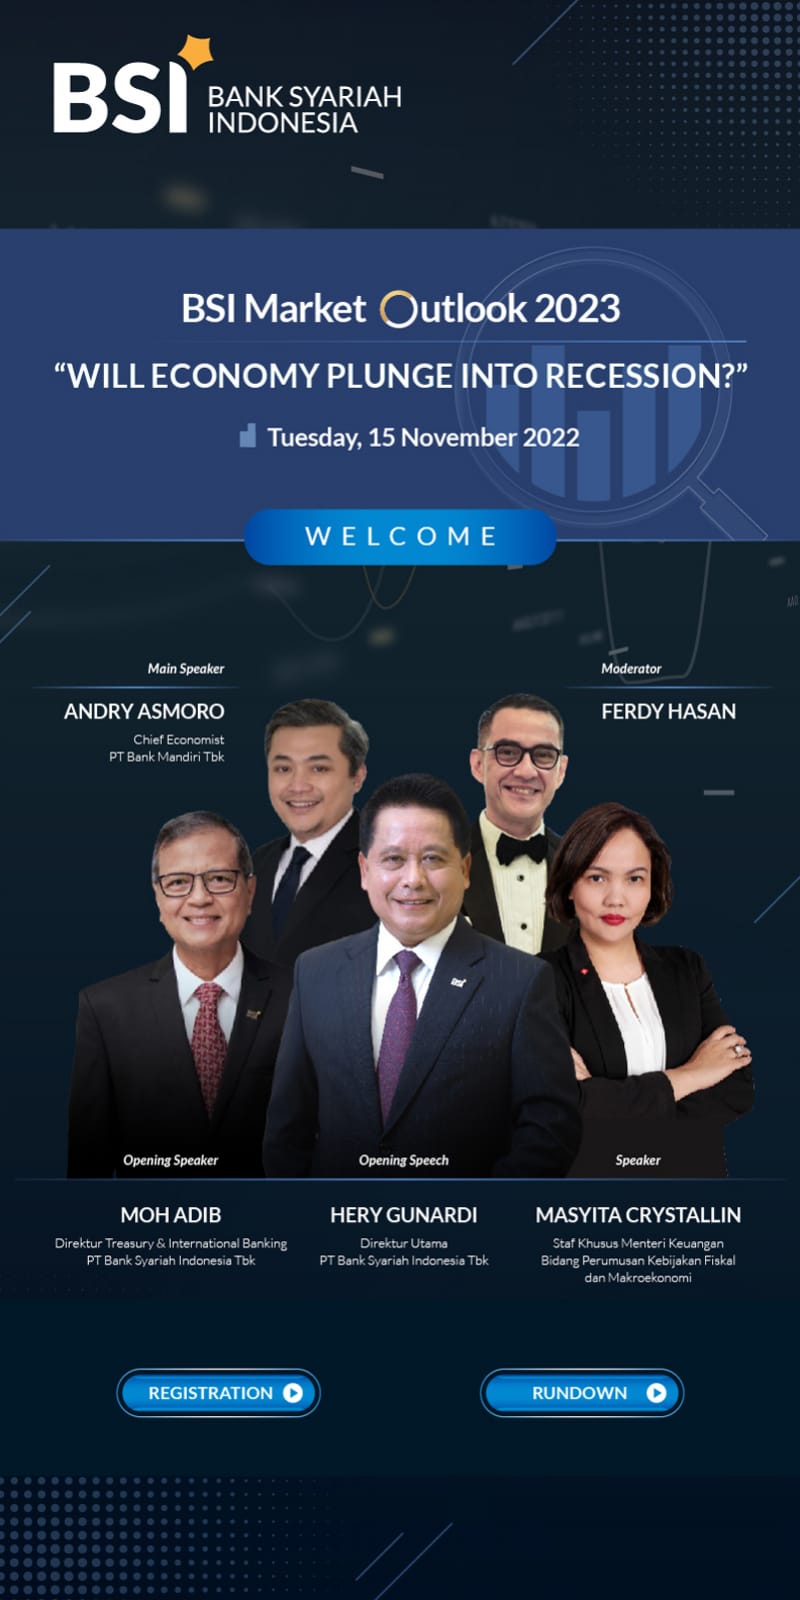 BSI BANK SYARIAH
INDONESIA
BSI Market Outlook 2023
“WILL ECONOMY PLUNGE INTO RECESSION?”
Tuesday, 15 November 2022
WELCOME
Main Speaker
ANDRY ASMORO
Chief Economist
PT Bank Mandiri Tbk
Moderator
FERDY HASAN
Opening Speaker
MOH ADIB
Direktur Treasury & International Banking
PT Bank Syariah Indonesia Tbk
Opening Speech
HERY GUNARDI
Direktur Utama
PT Bank Syariah Indonesia Tbk
Speaker
MASYITA CRYSTALLIN
Staf Khusus Menteri Keuangan
Bidang Perumusan Kebijakan Fiskal
dan Makroekonomi
REGISTRATION
RUNDOWN